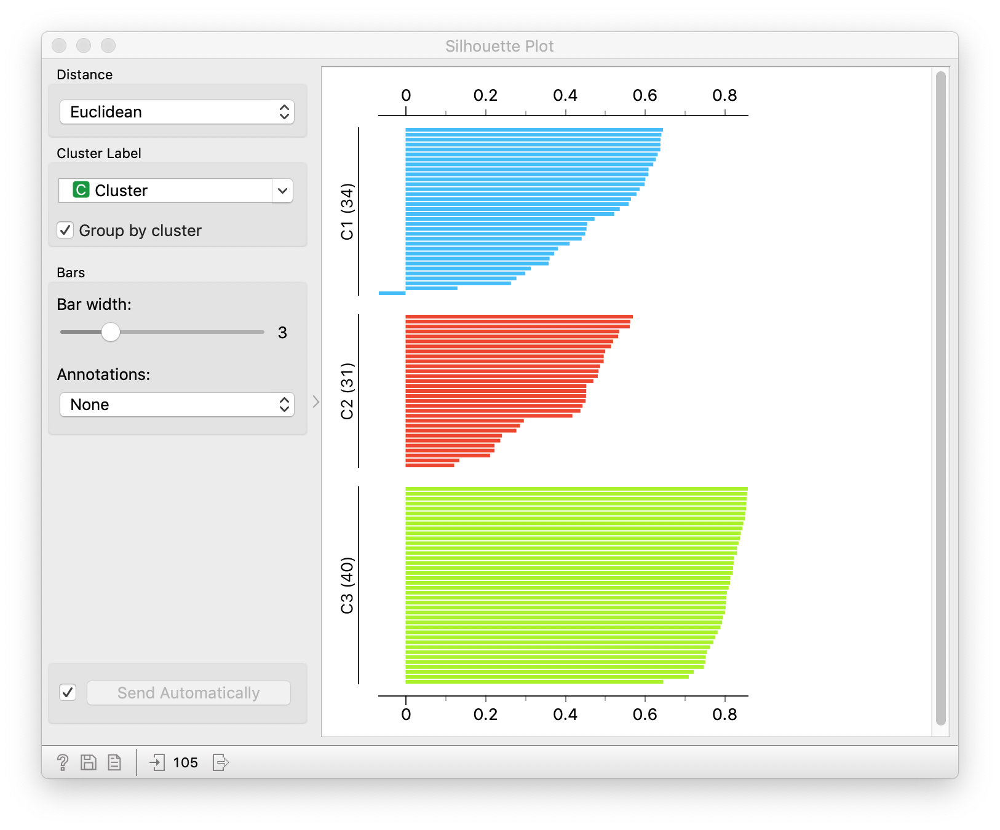 Silhouette Plot
Distance
Euclidean
Cluster Label
C Cluster
Group by cluster
Bars
Bar width:
3
Annotations:
None
Send Automatically
0 0.2 0.4 0.6 0.8
C1 (34)
C2 (31)
C3 (40)
0 0.2 0.4 0.6 0.8
? 105